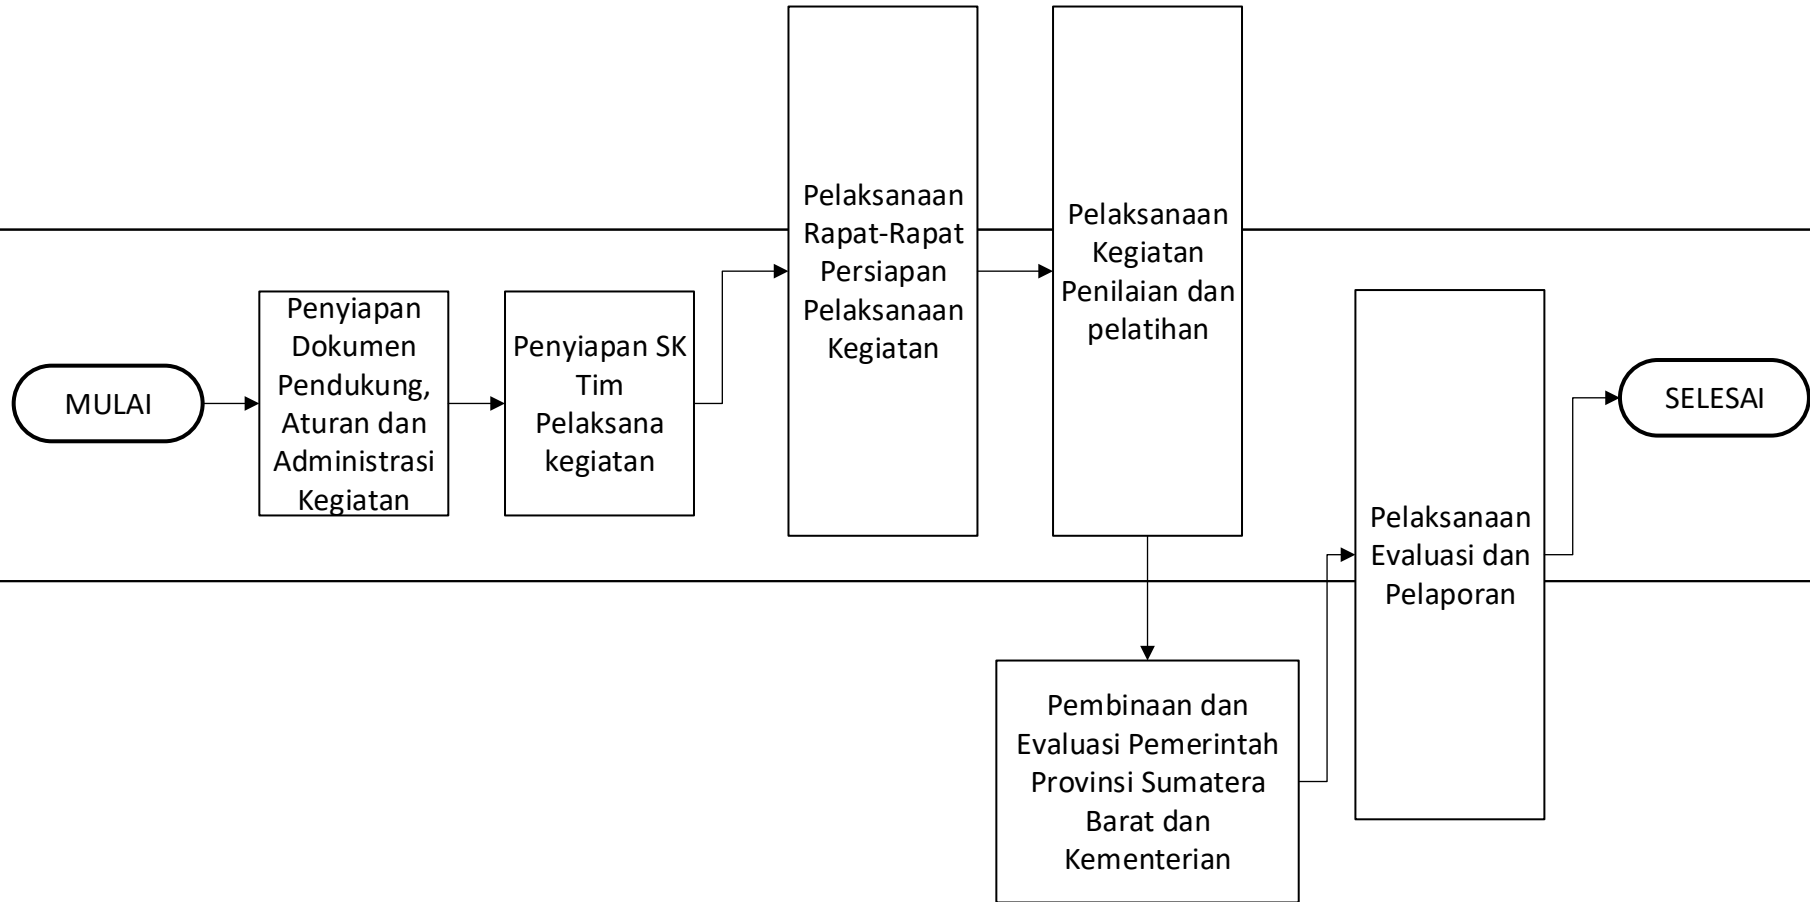 MULAI
Penyiapan
Dokumen
Pendukung,
Aturan dan
Administrasi
Kegiatan
Penyiapan SK
Tim
Pelaksana
kegiatan
Pelaksanaan
Rapat-Rapat
Persiapan
Pelaksanaan
Kegiatan
Pelaksanaan
Kegiatan
Penilaian dan
pelatihan
Pembinaan dan
Evaluasi Pemerintah
Provinsi Sumatera
Barat dan
Kementerian
Pelaksanaan
Evaluasi dan
Pelaporan
SELESAI